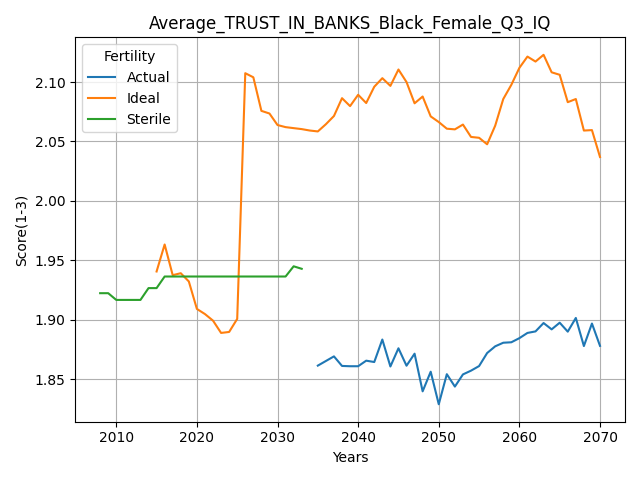 Average_TRUST_IN_BANKS_Black_Female_Q3_IQ
Fertility
Actual
Ideal
Sterile
Score(1-3)
2.10
2.05
2.00
1.95
1.90
1.85
2010 2020 2030 2040 2050 2060 2070
Years